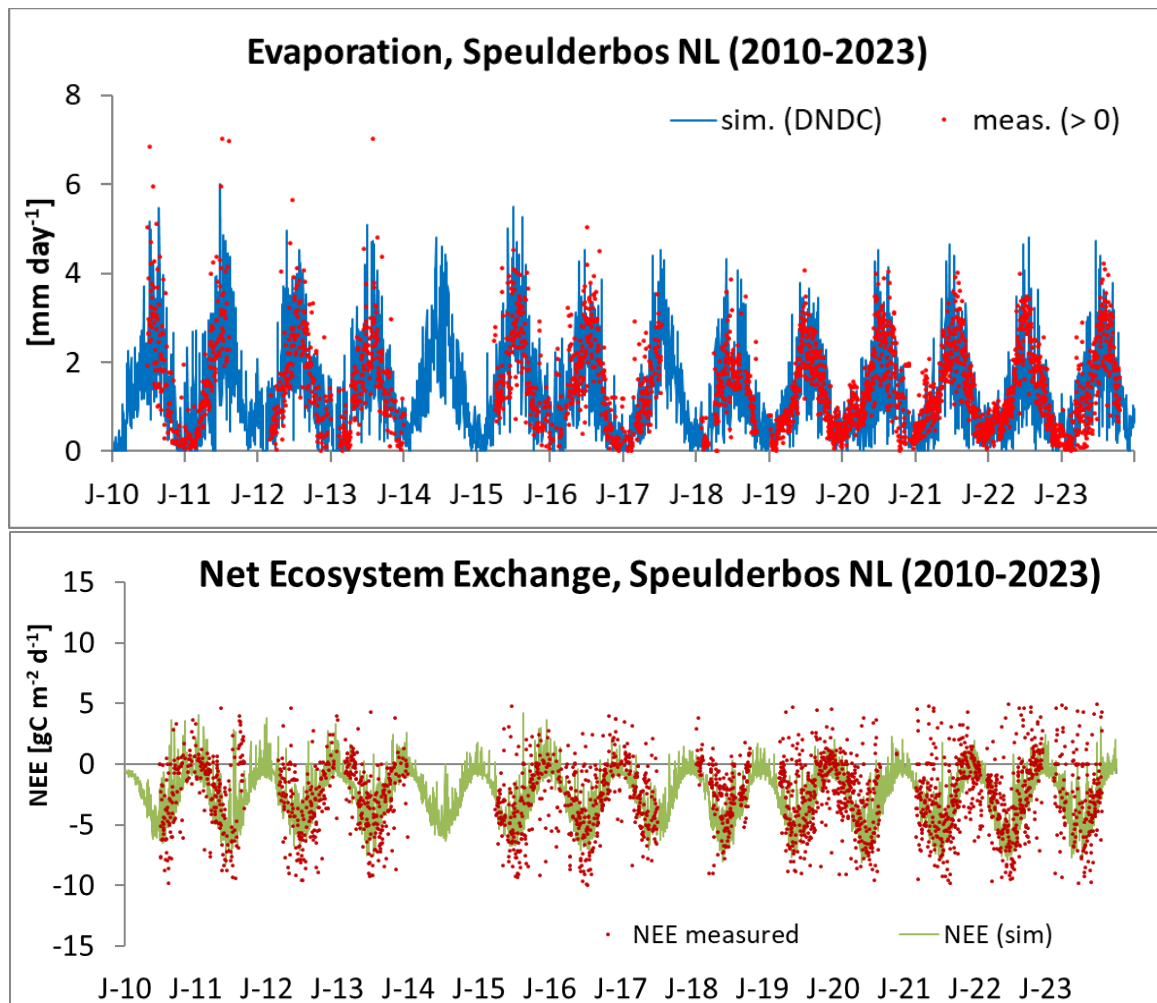 Evaporation, Speulderbos NL (2010-2023)
8
sim. (DNDC) meas. (> 0)
6
[mm day-1]
4
2
0
J-10 J-11 J-12 J-13 J-14 J-15 J-16 J-17 J-18 J-19 J-20 J-21 J-22 J-23
Net Ecosystem Exchange, Speulderbos NL (2010-2023)
15
10
NEE [gC m-2 d-1]
5
0
-5
-10
NEE measured NEE (sim)
-15
J-10 J-11 J-12 J-13 J-14 J-15 J-16 J-17 J-18 J-19 J-20 J-21 J-22 J-23